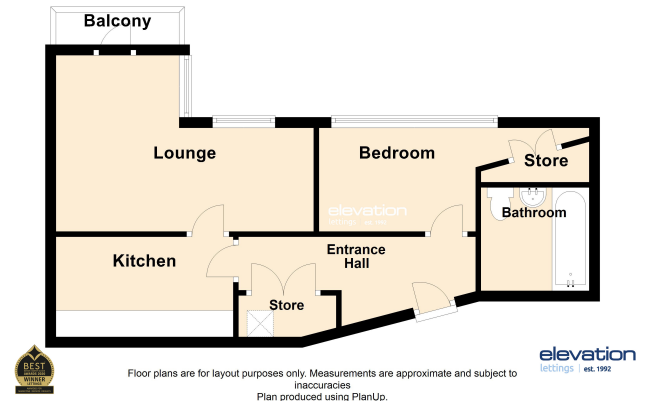 Balcony
Lounge
Bedroom
Store
elevation
Bathroom
Kitchen
Entrance
Hall
Store
BEST
WINNER
LETTINGS
elevation
lettings | est. 1992
Floor plans are for layout purposes only. Measurements are approximate and subject to
inaccuracies
Plan produced using PlanUp.